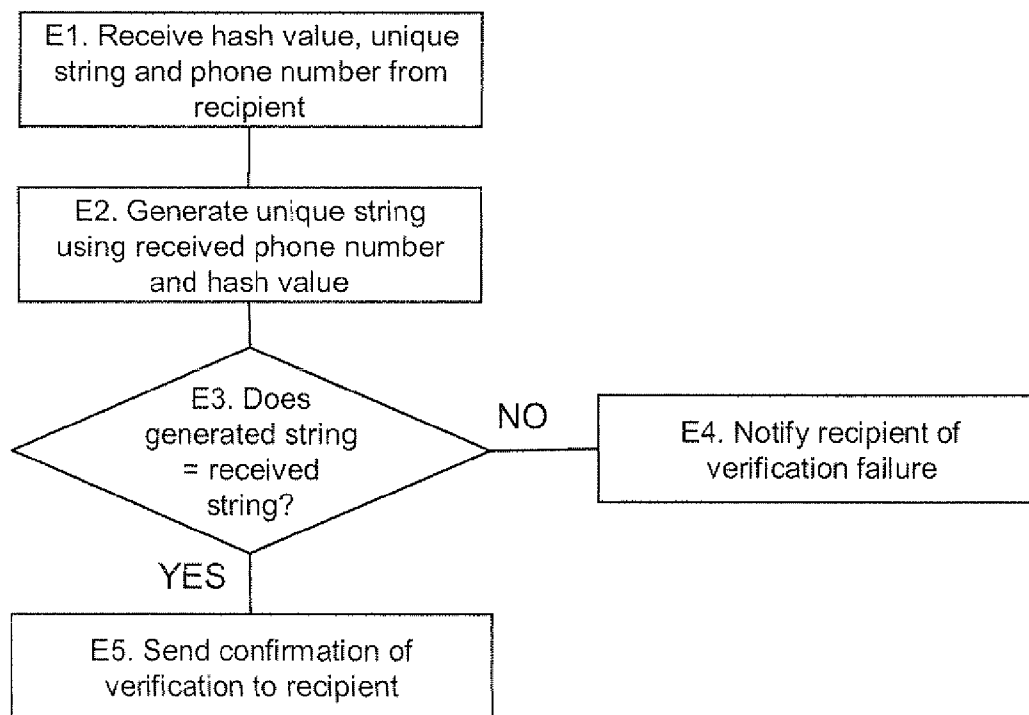 E1. Receive hash value, unique
string and phone number from
recipient
E2. Generate unique string
using received phone number
and hash value
E3. Does
generated string
= received
string?
NO
E4. Notify recipient of
verification failure
YES
E5. Send confirmation of
verification to recipient